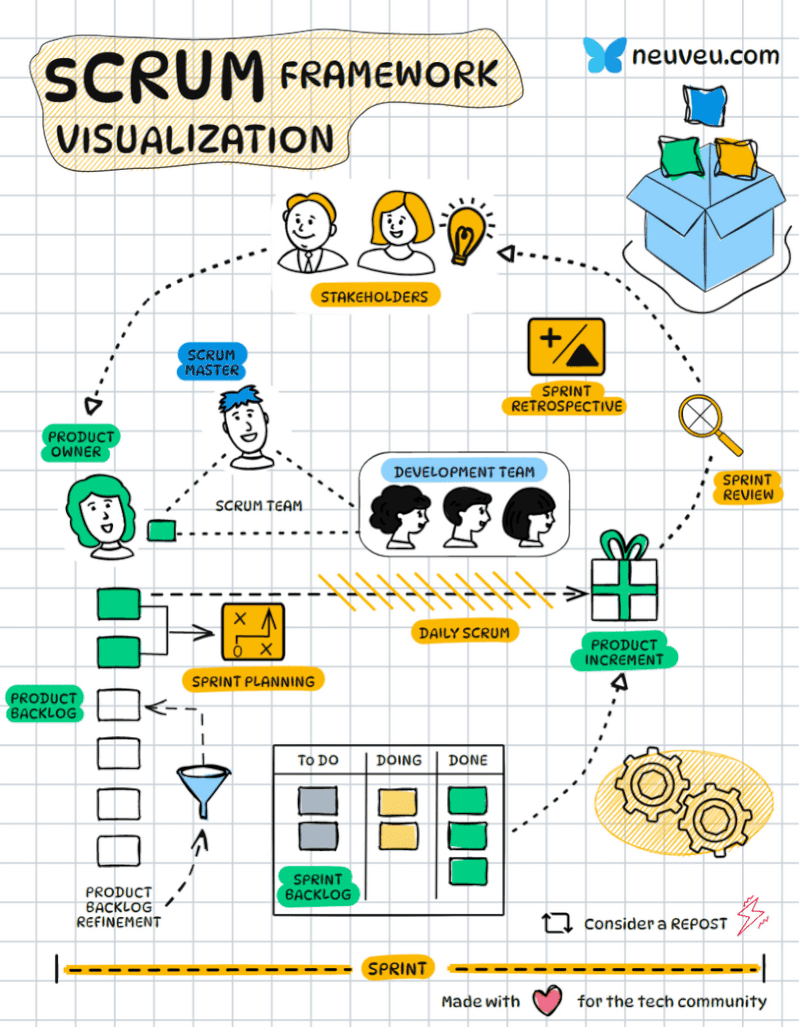 SCRUM FRAMEWORK
VISUALIZATION
neuveu.com
STAKEHOLDERS
SCRUM
MASTER
SPRINT
RETROSPECTIVE
PRODUCT
OWNER
DEVELOPMENT TEAM
SPRINT
REVIEW
SCRUM TEAM
DAILY SCRUM
X
O X
PRODUCT
INCREMENT
SPRINT PLANNING
PRODUCT
BACKLOG
To DO DOING DONE
SPRINT
BACKLOG
PRODUCT
BACKLOG
REFINEMENT
Consider a REPOST
SPRINT
Made with for the tech community